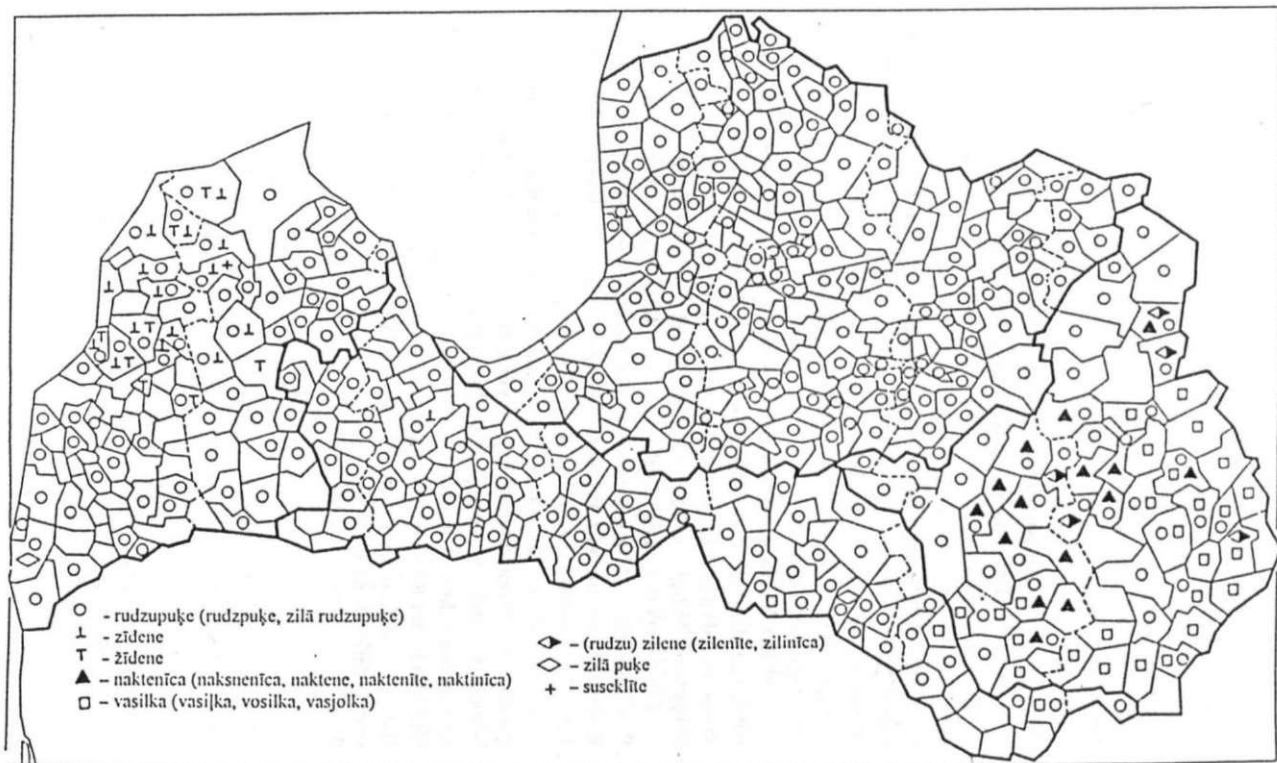 ○ - rudzupuķe (rudzpuķe, zilā rudzupuķe)
⊥ - zīdene
T - žīdene
▲ - naktenīca (naksnenīca, naktene, naktenīte, naktinīca)
□ - vasilka (vasiļka, vosilka, vasjolka)
- (rudzu) zilene (zilenīte, zilinīca)
◇ - zilā puķe
+ - suseklīte